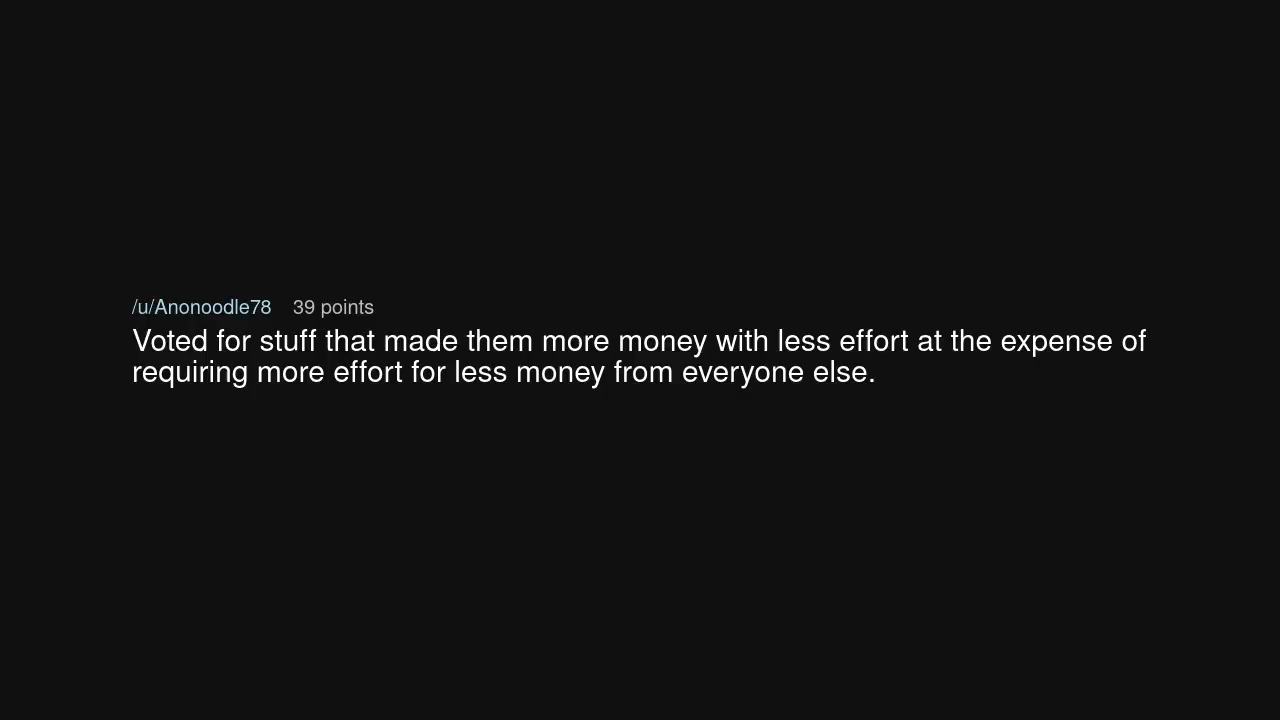 /u/Anonoodle78 39 points
Voted for stuff that made them more money with less effort at the expense of
requiring more effort for less money from everyone else.